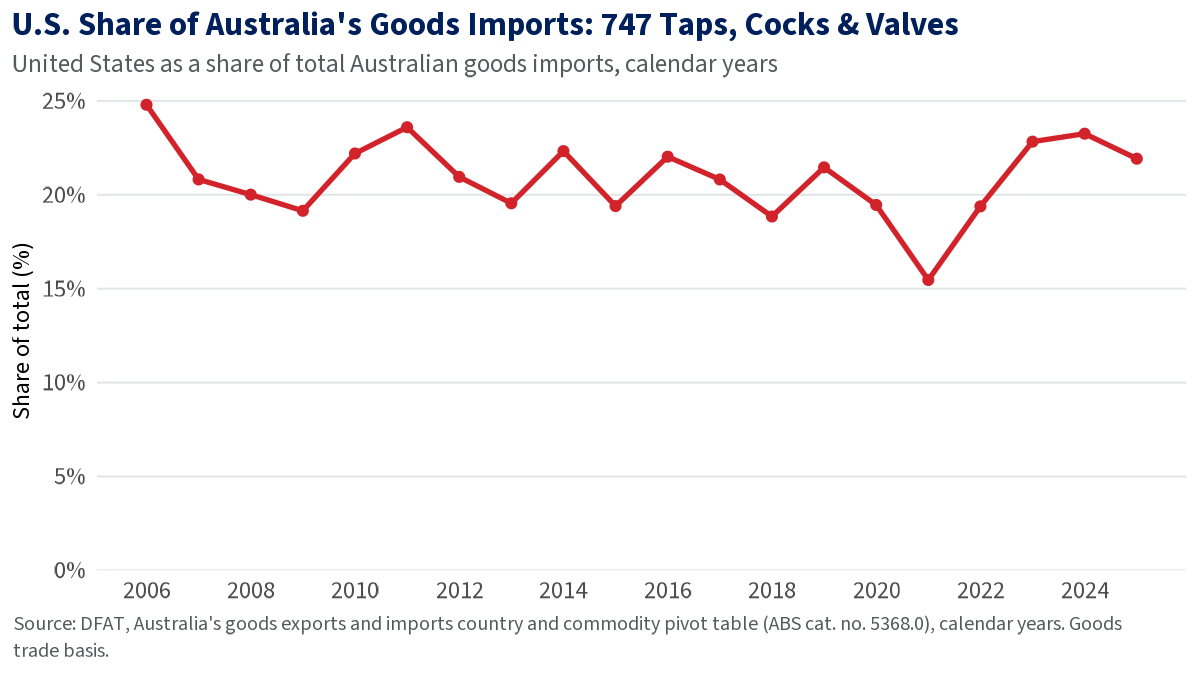 U.S. Share of Australia's Goods Imports: 747 Taps, Cocks & Valves
United States as a share of total Australian goods imports, calendar years
Share of total (%)
25%
20%
15%
10%
5%
0%
2006 2008 2010 2012 2014 2016 2018 2020 2022 2024
Source: DFAT, Australia's goods exports and imports country and commodity pivot table (ABS cat. no. 5368.0), calendar years. Goods
trade basis.